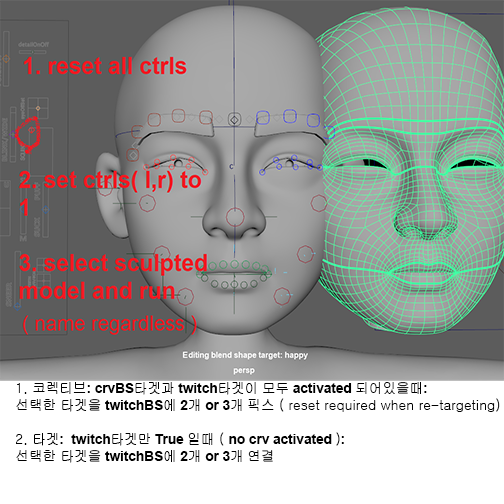 1. reset all ctrls
2. set ctrls( l,r) to
1
3. select sculpted
model and run
( name regardless )
Editing blend shape target: happy
persp
1. 코렉티브: crvBS타겟과 twitch타겟이 모두 activated 되어있을때:
선택한 타겟을 twitchBS에 2개 or 3개 픽스 ( reset required when re-targeting)
2. 타겟: twitch타겟만 True 일때 ( no crv activated ):
선택한 타겟을 twitchBS에 2개 or 3개 연결